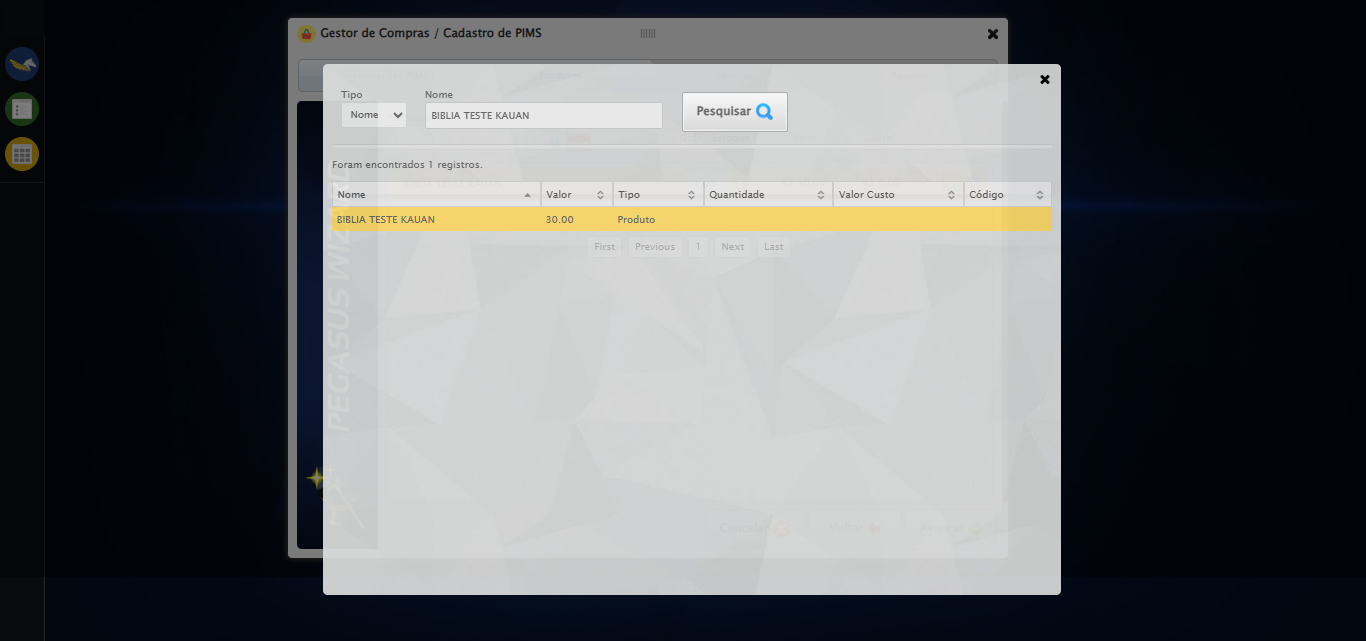 Gestor de Compras / Cadastro de PIMS
Tipo
Nome
Nome
BIBLIA TESTE KAUAN
Pesquisar
Foram encontrados 1 registros.
Nome Valor Tipo Quantidade Valor Custo Código
BIBLIA TESTE KAUAN 30.00 Produto
First Previous 1 Next Last
PEGASUS WIZARD
Cancelar Voltar Avançar